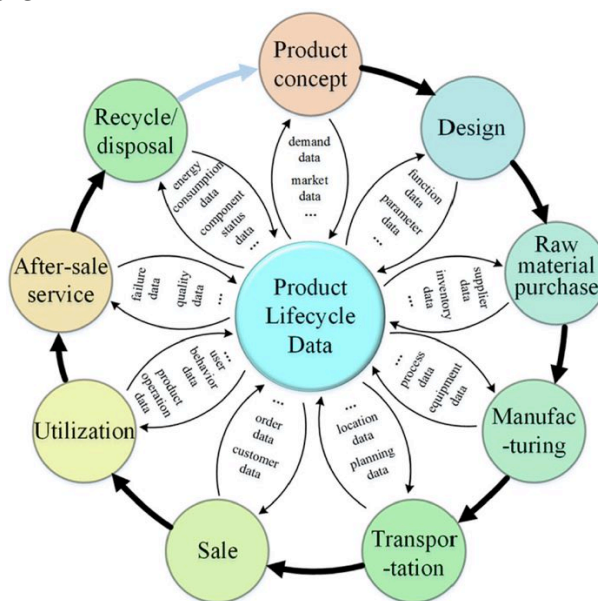 Product
concept
Design
Raw
material
purchase
Manufac-
-turing
Transpor-
-tation
Sale
Utilization
After-sale
service
Recycle/
disposal
Product
Lifecycle
Data
demand
data
market
data
...
function
data
parameter
data
...
supplier
data
inventory
data
...
...
process
data
equipment
data
...
location
data
planning
data
...
order
data
customer
data
...
user
behavior
data
product
operation
data
failure
data
quality
data
...
energy
consumption
data
component
status
data
...